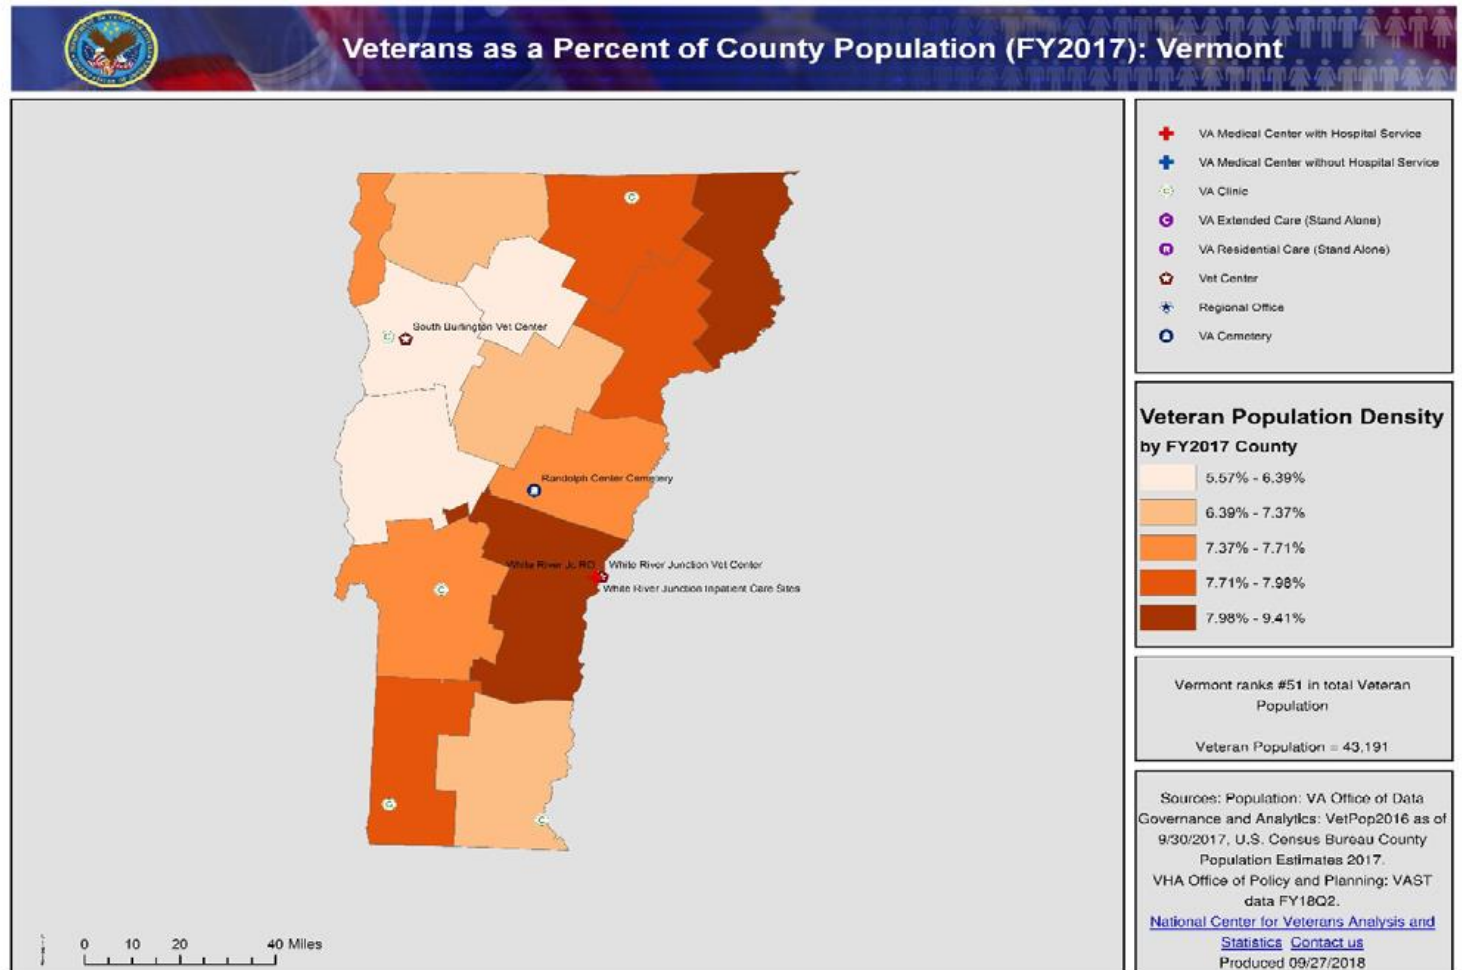 Veterans as a Percent of County Population (FY2017): Vermont
VA Medical Center with Hospital Service
VA Medical Center without Hospital Service
VA Clinic
VA Extended Care (Stand Alone)
VA Residential Care (Stand Alone)
Vet Center
Regional Office
VA Cemetery
South Burlington Vet Center
Randolph Center Cemetery
White River Jc RO
White River Junction Vet Center
White River Junction Inpatient Care Sites
Veteran Population Density
by FY2017 County
5.57% - 6.39%
6.39% - 7.37%
7.37% - 7.71%
7.71% - 7.98%
7.98% - 9.41%
Vermont ranks #51 in total Veteran
Population
Veteran Population = 43,191
Sources: Population: VA Office of Data
Governance and Analytics: VetPop2016 as of
9/30/2017, U.S. Census Bureau County
Population Estimates 2017.
VHA Office of Policy and Planning: VAST
data FY18Q2.
National Center for Veterans Analysis and
Statistics Contact us
Produced 09/27/2018
0 10 20 40 Miles